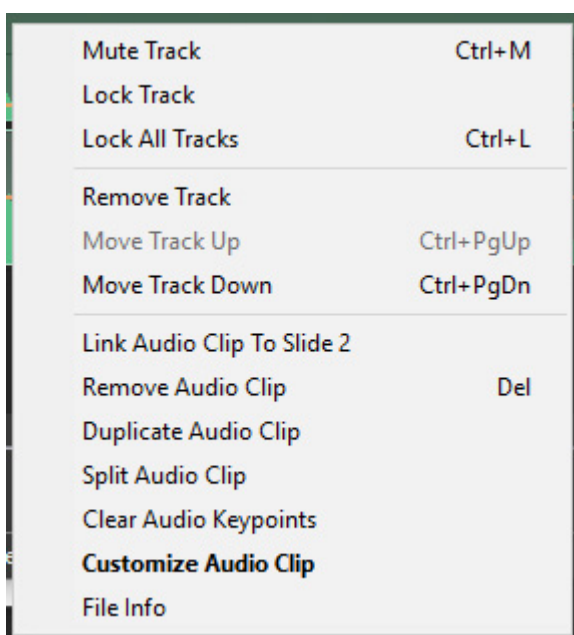 Mute Track Ctrl+M
Lock Track
Lock All Tracks Ctrl+L
Remove Track
Move Track Up Ctrl+PgUp
Move Track Down Ctrl+PgDn
Link Audio Clip To Slide 2
Remove Audio Clip Del
Duplicate Audio Clip
Split Audio Clip
Clear Audio Keypoints
Customize Audio Clip
File Info